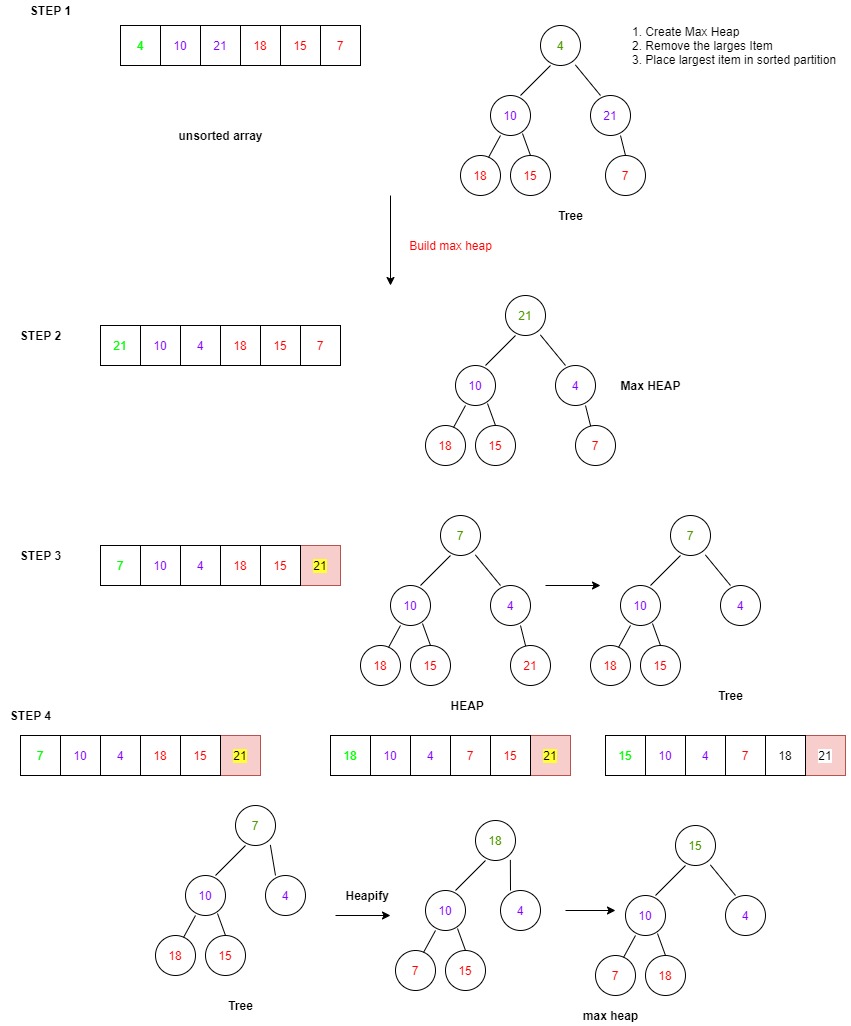 STEP 1
4 10 21 18 15 7
unsorted array
4
10 21
18 15 7
Tree
1. Create Max Heap
2. Remove the larges Item
3. Place largest item in sorted partition
Build max heap
STEP 2
21 10 4 18 15 7
21
10 4
18 15 7
Max HEAP
STEP 3
7 10 4 18 15 21
7
10 4
18 15 21
HEAP
7
10 4
18 15
Tree
STEP 4
7 10 4 18 15 21
18 10 4 7 15 21
15 10 4 7 18 21
7
10 4
18 15
Tree
Heapify
18
10 4
7 15
15
10 4
7 18
max heap